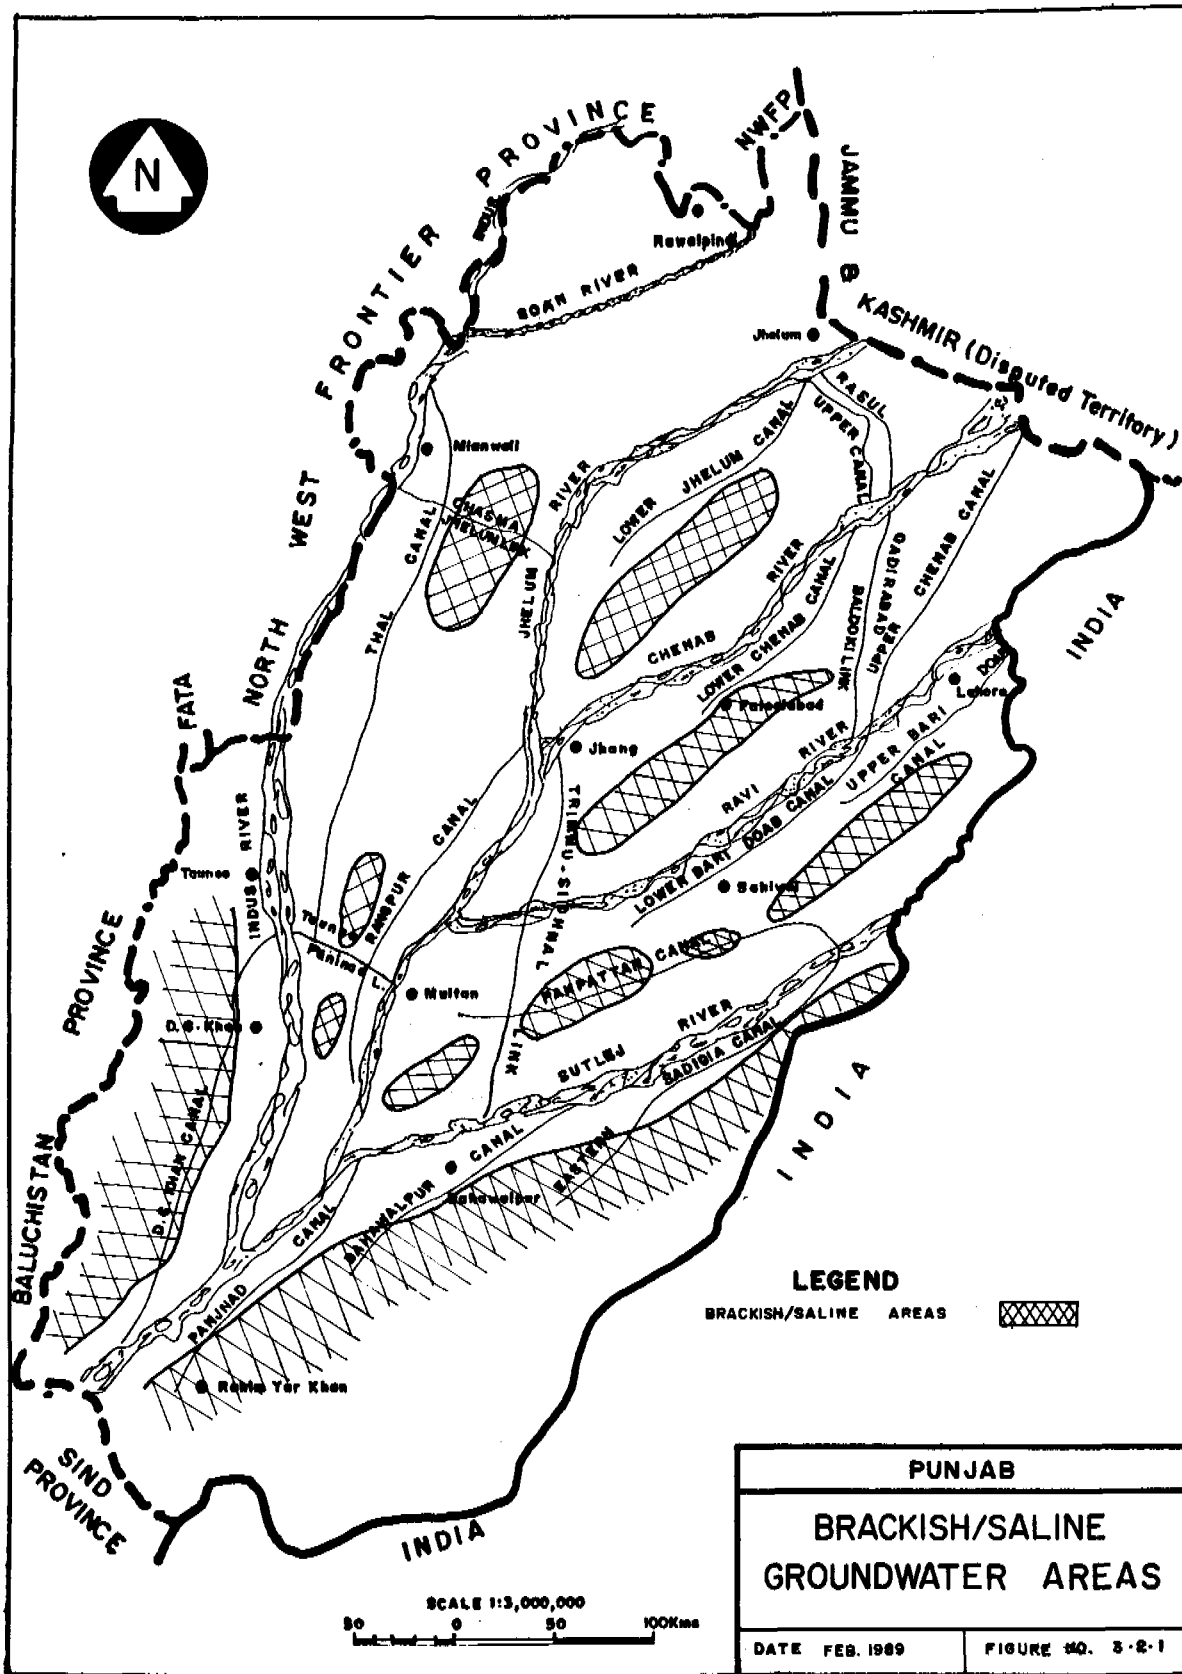 N
NORTH WEST FRONTIER PROVINCE
NWFP
JAMMU & KASHMIR (Disputed Territory)
INDUS
Rawalpindi
SOAN RIVER
Jhelum
RASUL
UPPER CANAL
LOWER JHELUM CANAL
Mianwali
CHASMA
JHELUM LINK
THAL CANAL
JHELUM RIVER
CHENAB RIVER
LOWER CHENAB CANAL
QADIRABAD
BALOOKI LINK
UPPER CHENAB CANAL
INDIA
FATA
Faisalabad
Lahore
DOAB
UPPER BARI
CANAL
Jhang
RAVI RIVER
LOWER BARI DOAB CANAL
TRIMMU-SIDHWAL LINK
RANGPUR CANAL
INDUS RIVER
Taunsa
Taunsa
Panjnad
L.
Sahiwal
PAKPATTAN CANAL
Multan
D.G. Khan
D.G. KHAN CANAL
SUTLEJ RIVER
SADIGIA CANAL
EASTERN
BAHAWALPUR CANAL
Bahawalpur
PANJNAD CANAL
Rahim Yar Khan
BALUCHISTAN PROVINCE
SIND
PROVINCE
INDIA
INDIA
LEGEND
BRACKISH/SALINE AREAS
PUNJAB
BRACKISH/SALINE
GROUNDWATER AREAS
DATE FEB. 1989
FIGURE NO. 3-2-1
SCALE 1:3,000,000
50 0 50 100Kms